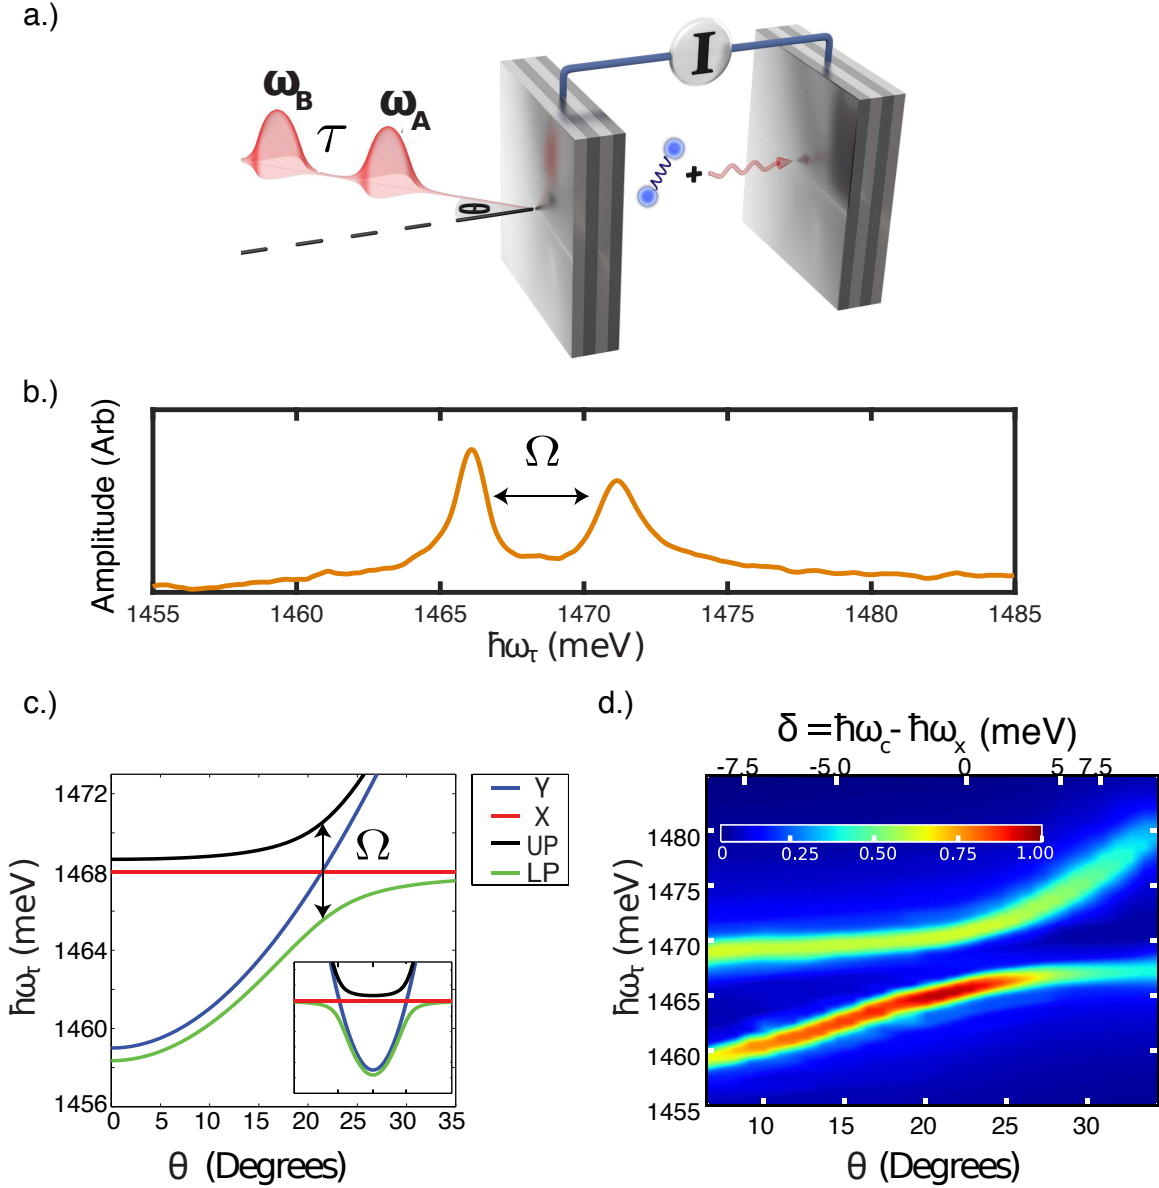 a.)
ω_B
τ
ω_A
θ
I
+
b.)
Amplitude (Arb)
Ω
1455 1460 1465 1470 1475 1480 1485
ħω_τ (meV)
c.)
ħω_τ (meV)
1472
1468
1464
1460
1456
Ω
γ
X
UP
LP
0 5 10 15 20 25 30 35
θ (Degrees)
d.)
δ = ħω_c - ħω_x (meV)
-7.5 -5.0 0 5 7.5
0 0.25 0.50 0.75 1.00
ħω_τ (meV)
1480
1475
1470
1465
1460
1455
10 15 20 25 30
θ (Degrees)